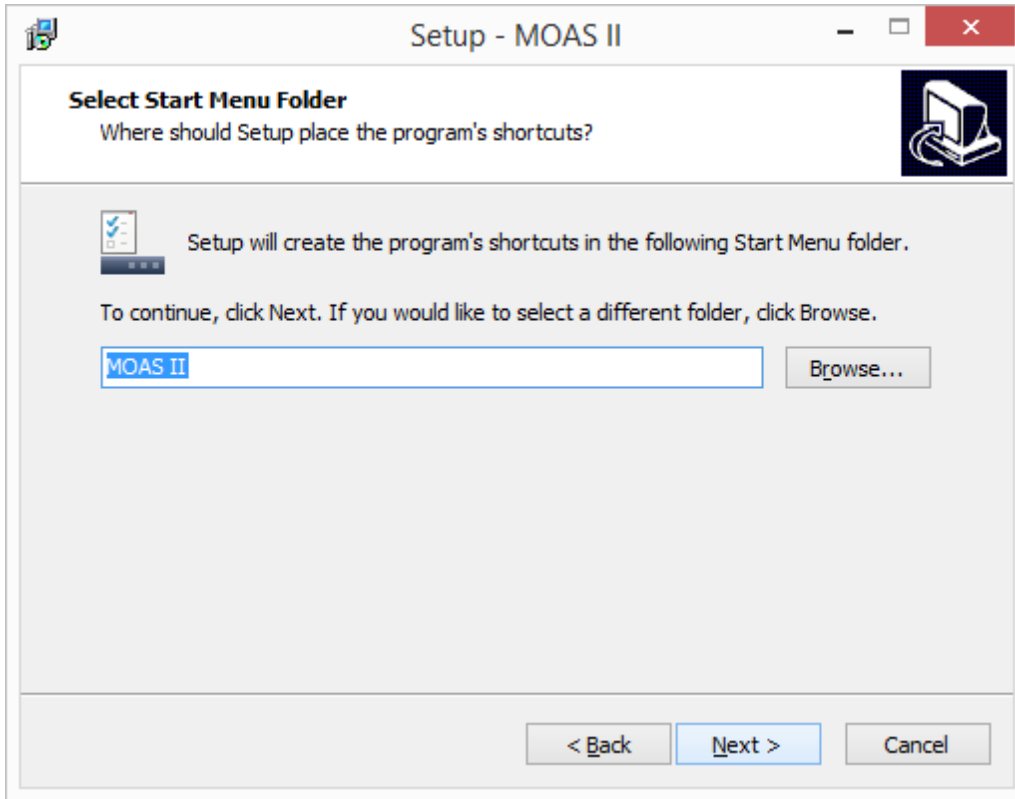 Setup - MOAS II
Select Start Menu Folder
Where should Setup place the program's shortcuts?
Setup will create the program's shortcuts in the following Start Menu folder.
To continue, click Next. If you would like to select a different folder, click Browse.
MOAS II
Browse...
< Back
Next >
Cancel